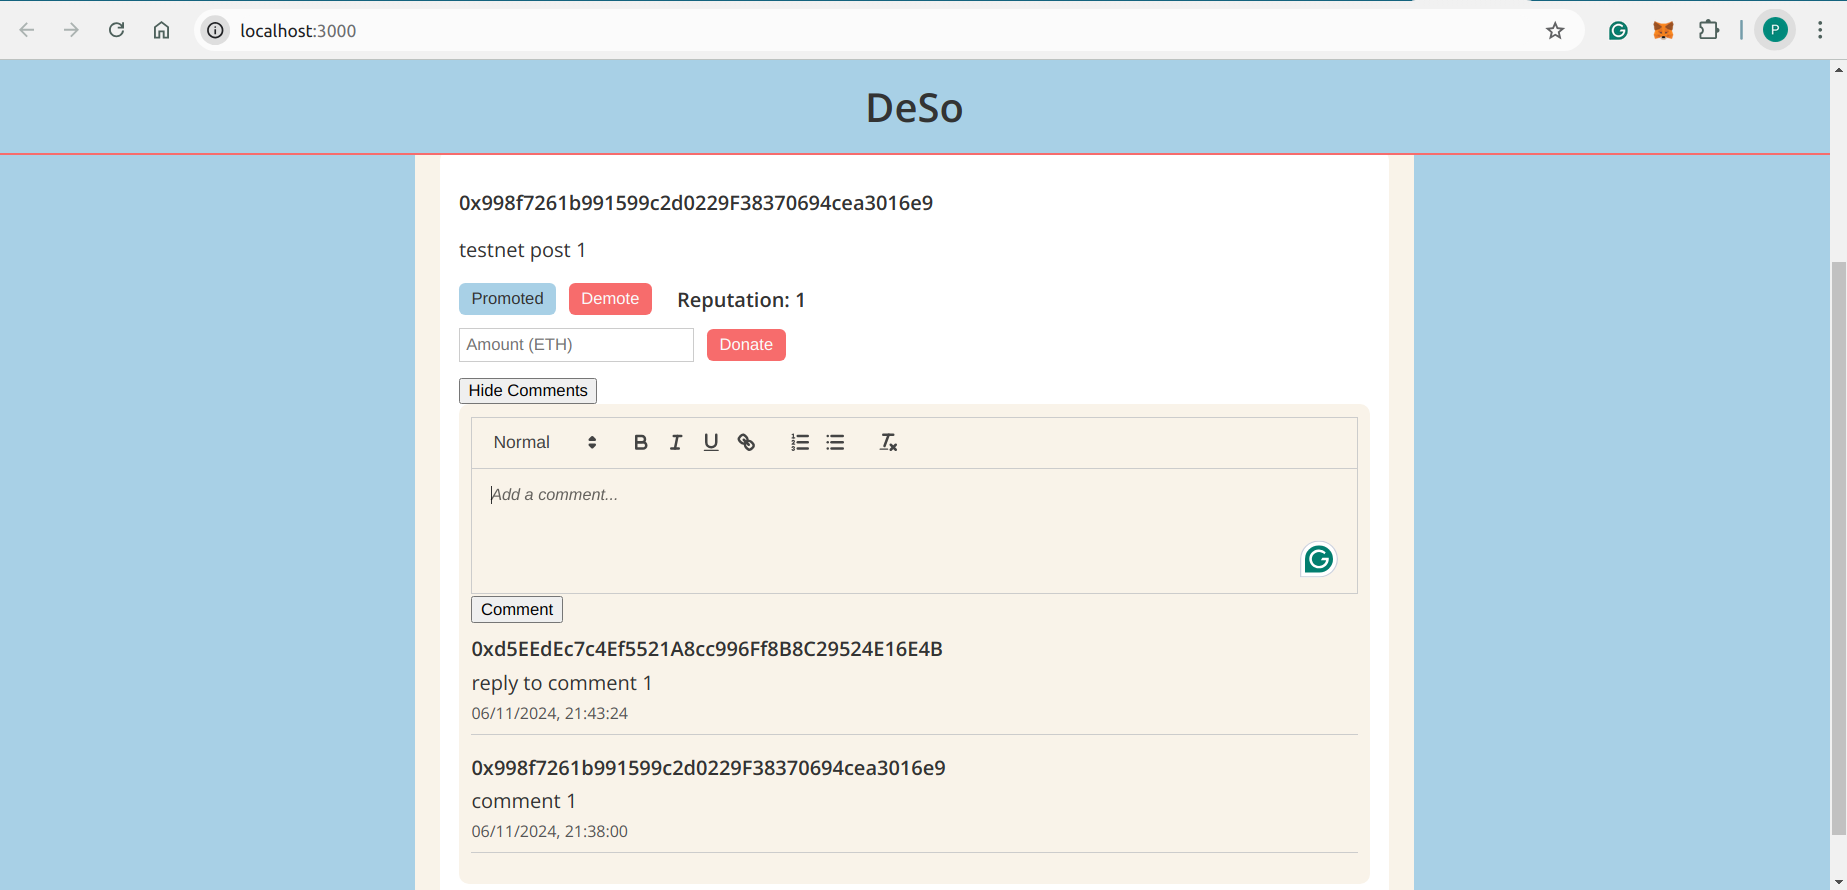 localhost:3000
P
DeSo
0x998f7261b991599c2d0229F38370694cea3016e9
testnet post 1
Promoted Demote Reputation: 1
Amount (ETH) Donate
Hide Comments
Normal
Add a comment...
Comment
0xd5EEdEc7c4Ef5521A8cc996Ff8B8C29524E16E4B
reply to comment 1
06/11/2024, 21:43:24
0x998f7261b991599c2d0229F38370694cea3016e9
comment 1
06/11/2024, 21:38:00